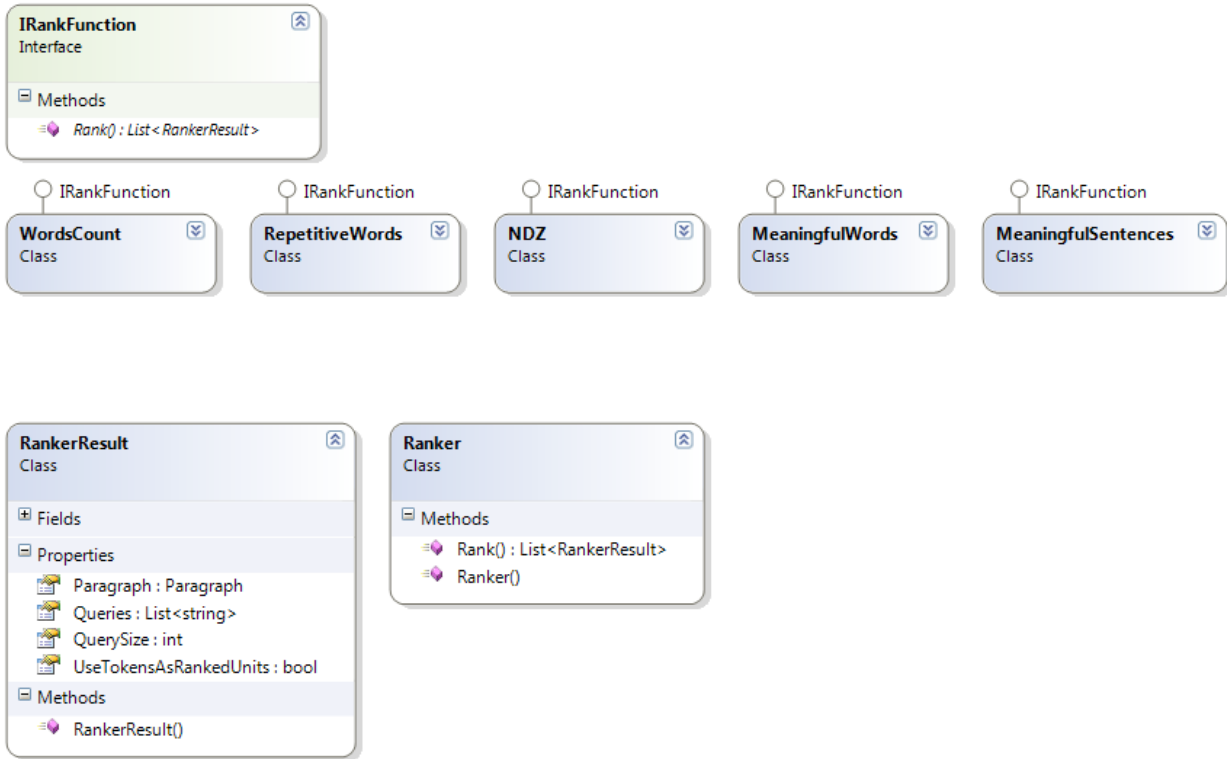 IRankFunction
Interface
Methods
Rank() : List<RankerResult>
IRankFunction
IRankFunction
IRankFunction
IRankFunction
IRankFunction
WordsCount
Class
RepetitiveWords
Class
NDZ
Class
MeaningfulWords
Class
MeaningfulSentences
Class
RankerResult
Class
Fields
Properties
Paragraph : Paragraph
Queries : List<string>
QuerySize : int
UseTokensAsRankedUnits : bool
Methods
RankerResult()
Ranker
Class
Methods
Rank() : List<RankerResult>
Ranker()